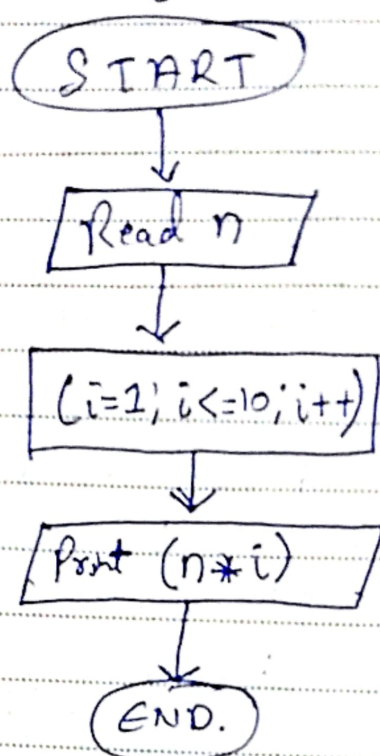 START
Read n
(i=1; i<=10; i++)
Print (n*i)
END.